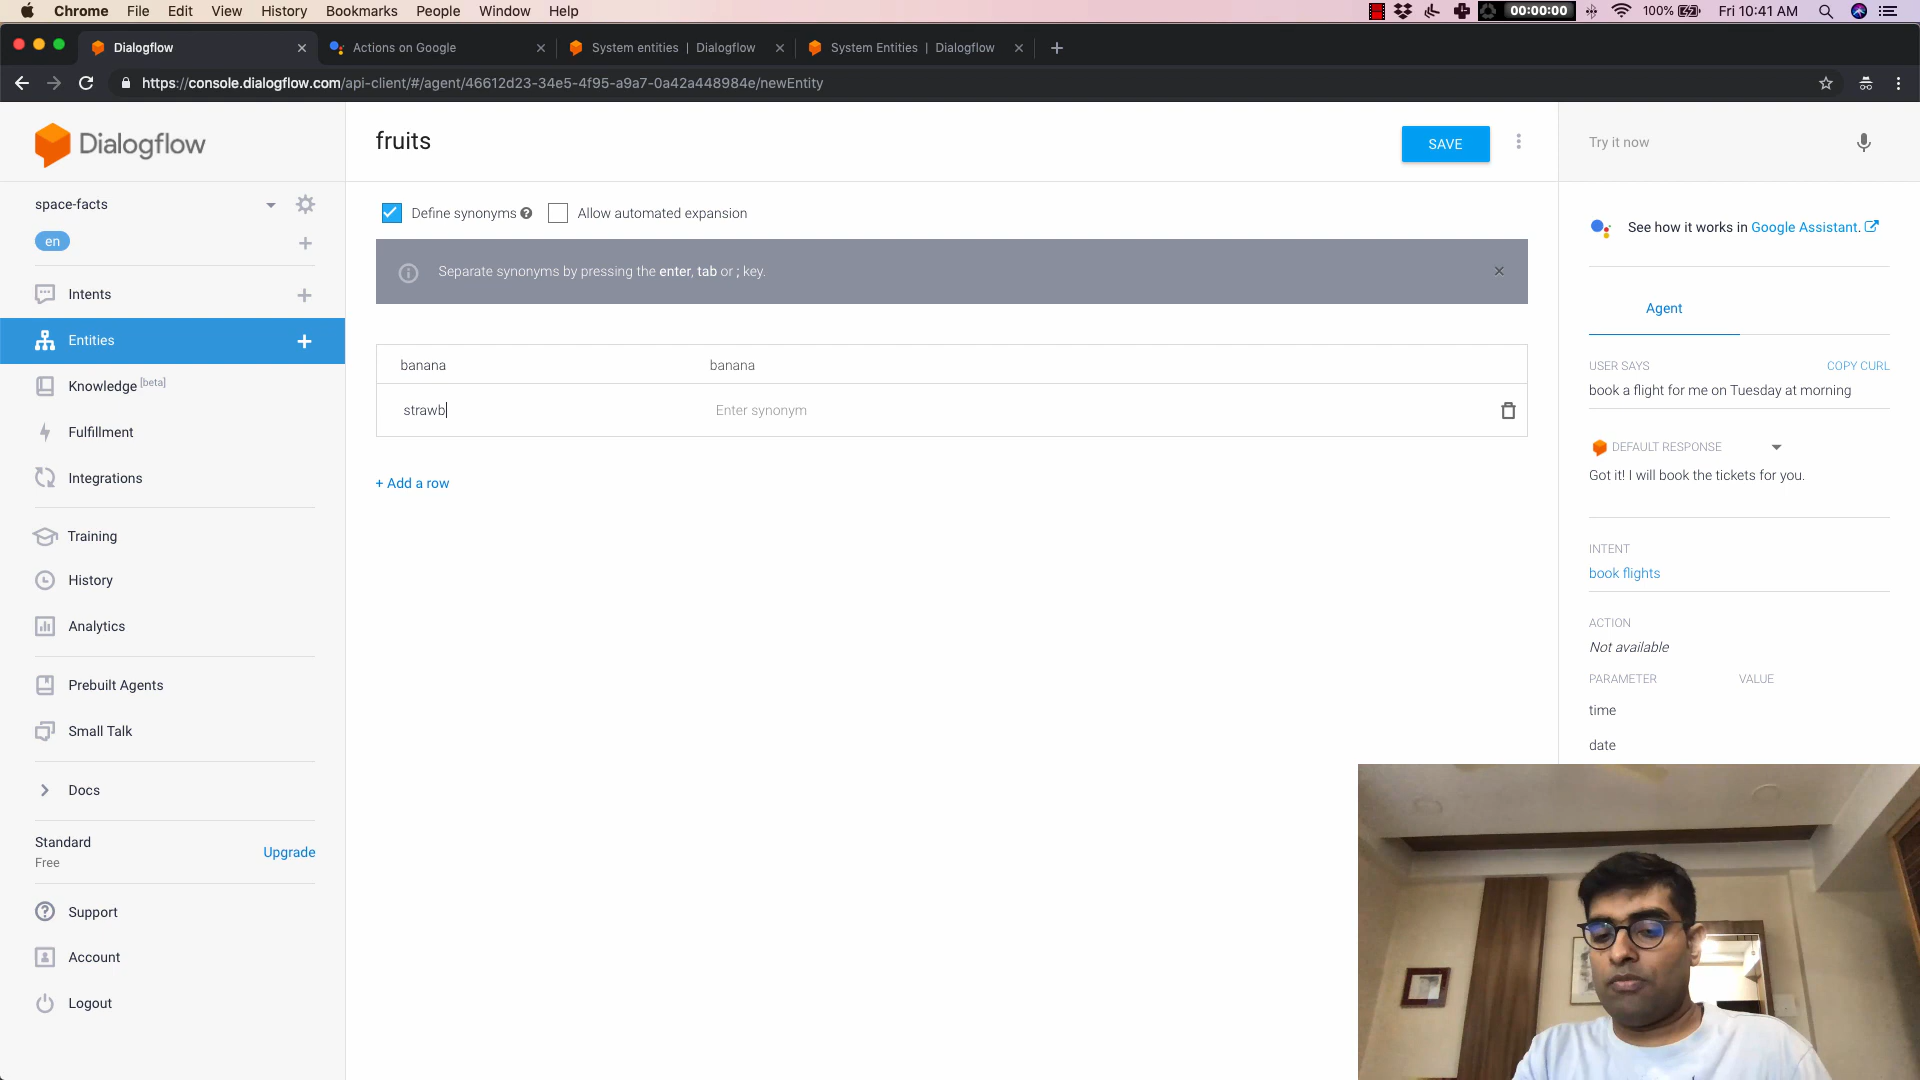 Chrome File Edit View History Bookmarks People Window Help
00:00:00 100% Fri 10:41 AM
Dialogflow
Actions on Google
System entities | Dialogflow
System Entities | Dialogflow
https://console.dialogflow.com/api-client/#/agent/46612d23-34e5-4f95-a9a7-0a42a448984e/newEntity
Dialogflow
space-facts
en
Intents
Entities
Knowledge [beta]
Fulfillment
Integrations
Training
History
Analytics
Prebuilt Agents
Small Talk
Docs
Standard
Free
Upgrade
Support
Account
Logout
fruits
SAVE
Define synonyms
Allow automated expansion
Separate synonyms by pressing the enter, tab or ; key.
banana banana
strawb Enter synonym
+ Add a row
Try it now
See how it works in Google Assistant.
Agent
USER SAYS COPY CURL
book a flight for me on Tuesday at morning
DEFAULT RESPONSE
Got it! I will book the tickets for you.
INTENT
book flights
ACTION
Not available
PARAMETER VALUE
time
date